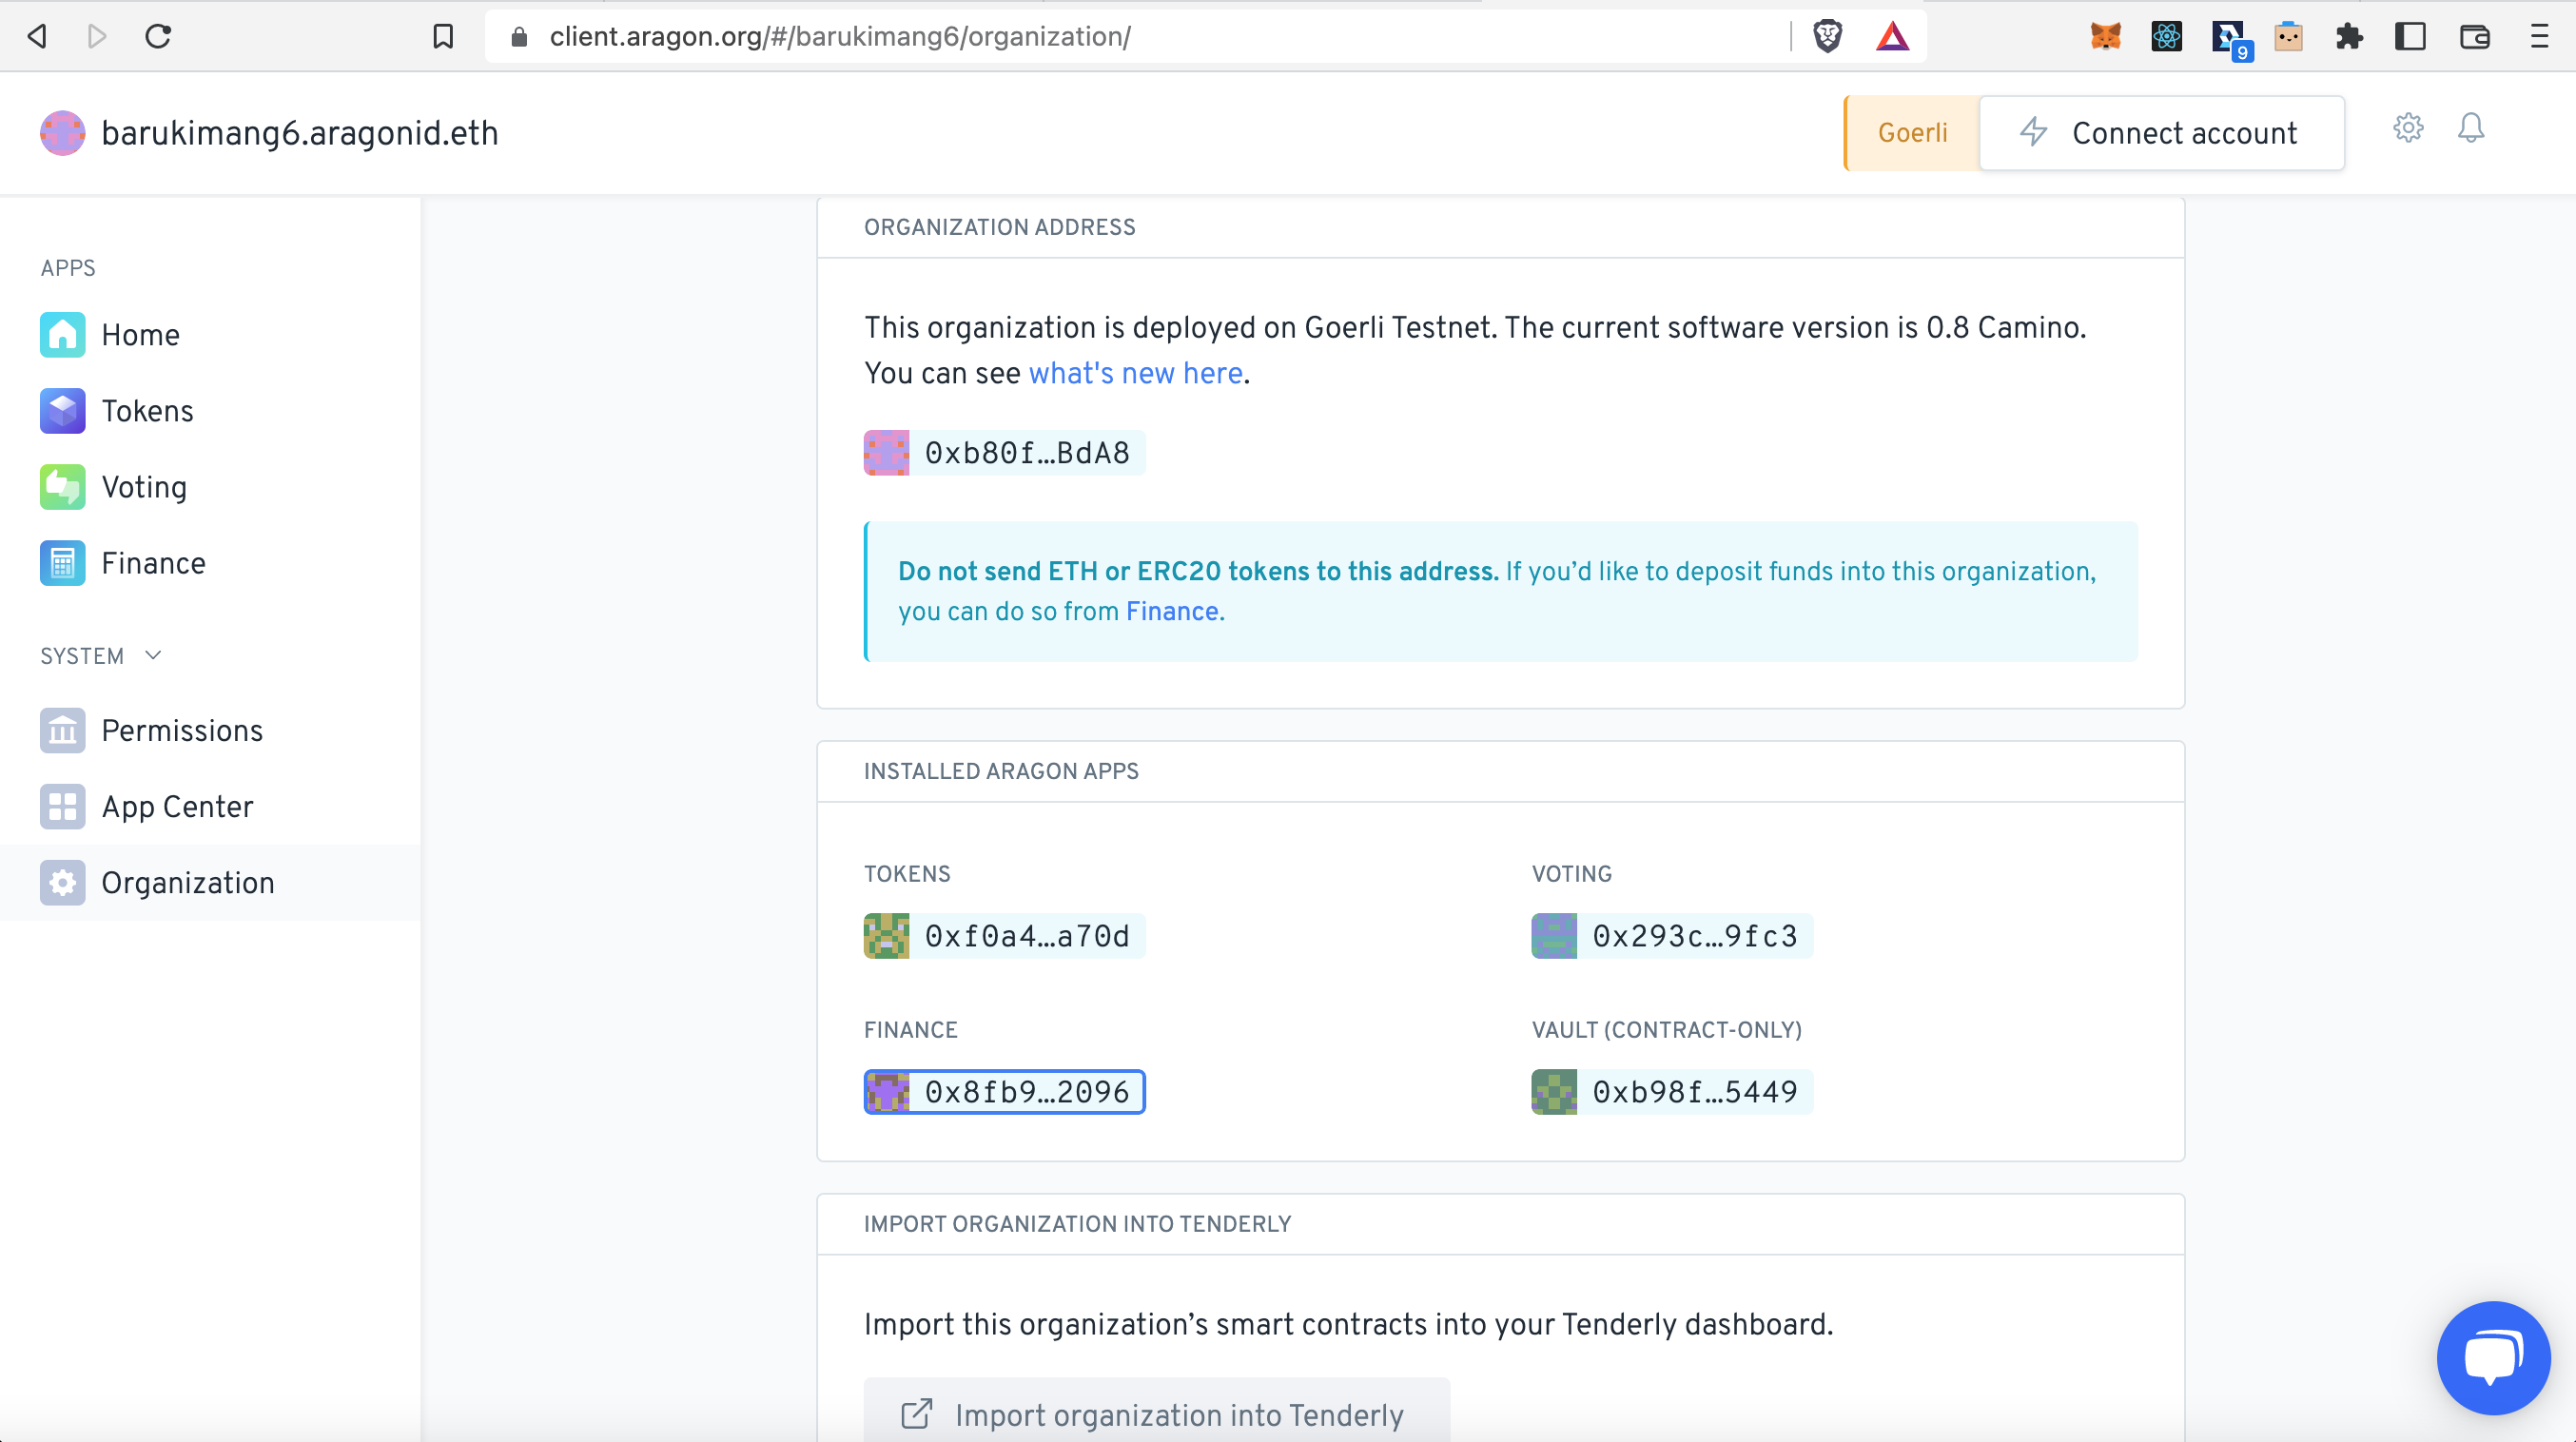 client.aragon.org/#/barukimang6/organization/
9
barukimang6.aragonid.eth
Goerli
Connect account
APPS
Home
Tokens
Voting
Finance
SYSTEM
Permissions
App Center
Organization
ORGANIZATION ADDRESS
This organization is deployed on Goerli Testnet. The current software version is 0.8 Camino.
You can see what's new here.
0xb80f…BdA8
Do not send ETH or ERC20 tokens to this address. If you’d like to deposit funds into this organization,
you can do so from Finance.
INSTALLED ARAGON APPS
TOKENS
VOTING
0xf0a4…a70d
0x293c…9fc3
FINANCE
VAULT (CONTRACT-ONLY)
0x8fb9…2096
0xb98f…5449
IMPORT ORGANIZATION INTO TENDERLY
Import this organization’s smart contracts into your Tenderly dashboard.
Import organization into Tenderly